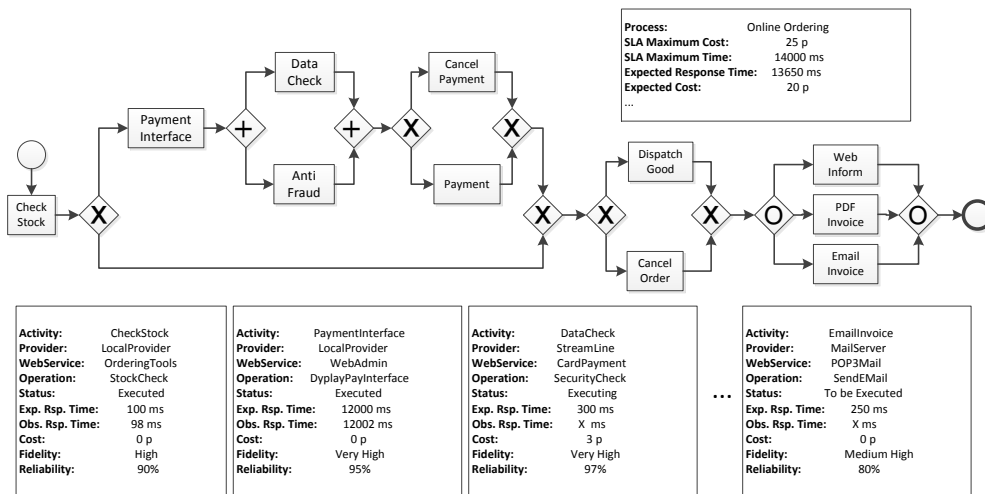 Process: Online Ordering
SLA Maximum Cost: 25 p
SLA Maximum Time: 14000 ms
Expected Response Time: 13650 ms
Expected Cost: 20 p
...
Data
Check
Cancel
Payment
Payment
Interface
+
+
X
X
Anti
Fraud
Payment
Check
Stock
X
X
X
Dispatch
Good
Cancel
Order
X
O
Web
Inform
PDF
Invoice
Email
Invoice
O
Activity: CheckStock
Provider: LocalProvider
WebService: OrderingTools
Operation: StockCheck
Status: Executed
Exp. Rsp. Time: 100 ms
Obs. Rsp. Time: 98 ms
Cost: 0 p
Fidelity: High
Reliability: 90%
Activity: PaymentInterface
Provider: LocalProvider
WebService: WebAdmin
Operation: DyplayPayInterface
Status: Executed
Exp. Rsp. Time: 12000 ms
Obs. Rsp. Time: 12002 ms
Cost: 0 p
Fidelity: Very High
Reliability: 95%
Activity: DataCheck
Provider: StreamLine
WebService: CardPayment
Operation: SecurityCheck
Status: Executing
Exp. Rsp. Time: 300 ms
Obs. Rsp. Time: X ms
Cost: 3 p
Fidelity: Very High
Reliability: 97%
...
Activity: EmailInvoice
Provider: MailServer
WebService: POP3Mail
Operation: SendEMail
Status: To be Executed
Exp. Rsp. Time: 250 ms
Obs. Rsp. Time: X ms
Cost: 0 p
Fidelity: Medium High
Reliability: 80%